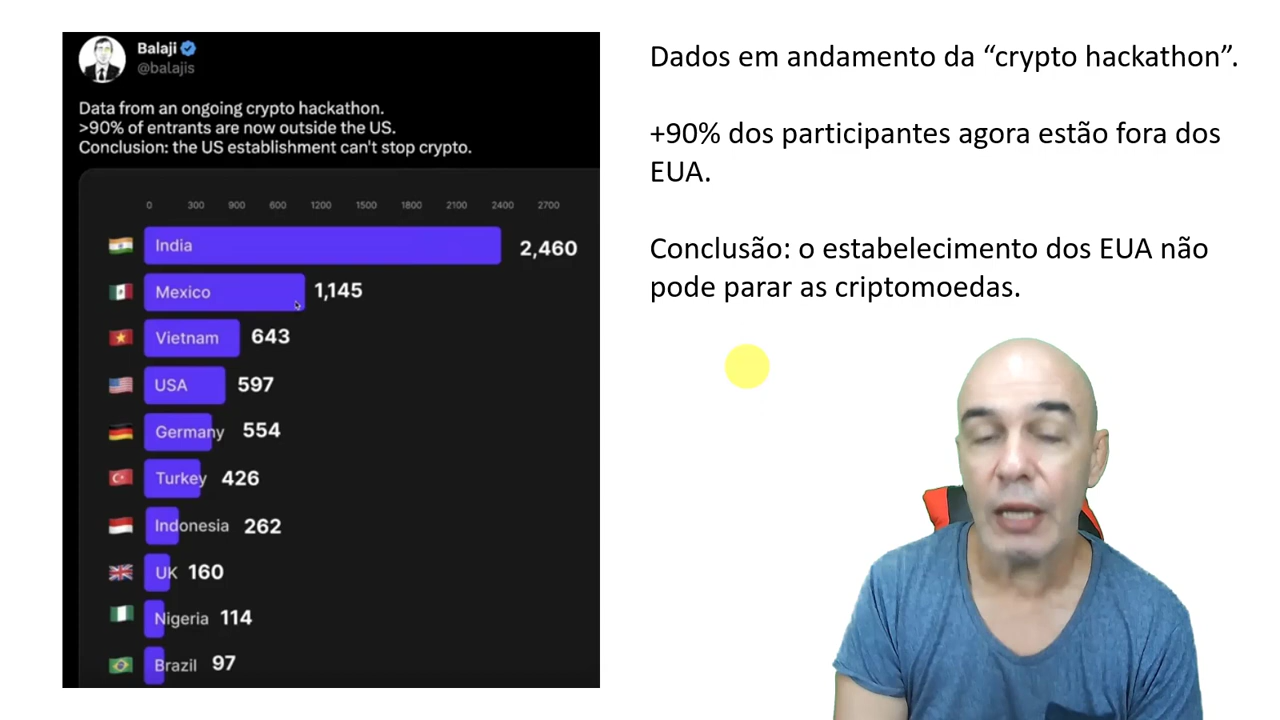 Balaji
@balajis
Data from an ongoing crypto hackathon.
>90% of entrants are now outside the US.
Conclusion: the US establishment can't stop crypto.
0 300 900 600 1200 1500 1800 2100 2400 2700
India 2,460
Mexico 1,145
Vietnam 643
USA 597
Germany 554
Turkey 426
Indonesia 262
UK 160
Nigeria 114
Brazil 97
Dados em andamento da “crypto hackathon”.
+90% dos participantes agora estão fora dos
EUA.
Conclusão: o estabelecimento dos EUA não
pode parar as criptomoedas.